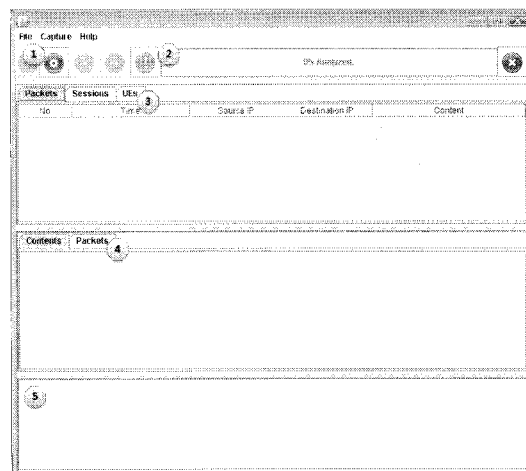 File Capture Help
1
2
0% Analyzed.
Packets Sessions UEs
3
No Time Source IP Destination IP Content
Contents Packets
4
5